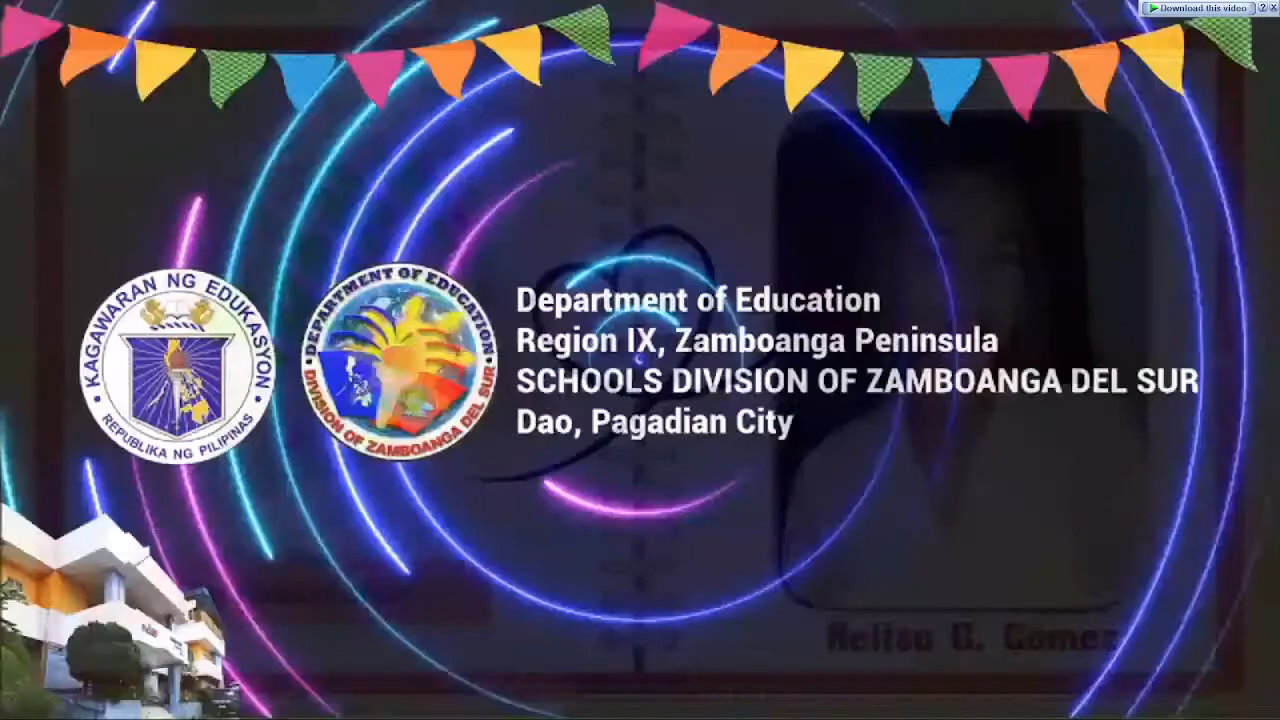 Download this video
KAGAWARAN NG EDUKASYON
REPUBLIKA NG PILIPINAS
DEPARTMENT OF EDUCATION
DIVISION OF ZAMBOANGA DEL SUR
Department of Education
Region IX, Zamboanga Peninsula
SCHOOLS DIVISION OF ZAMBOANGA DEL SUR
Dao, Pagadian City
G. Gomez